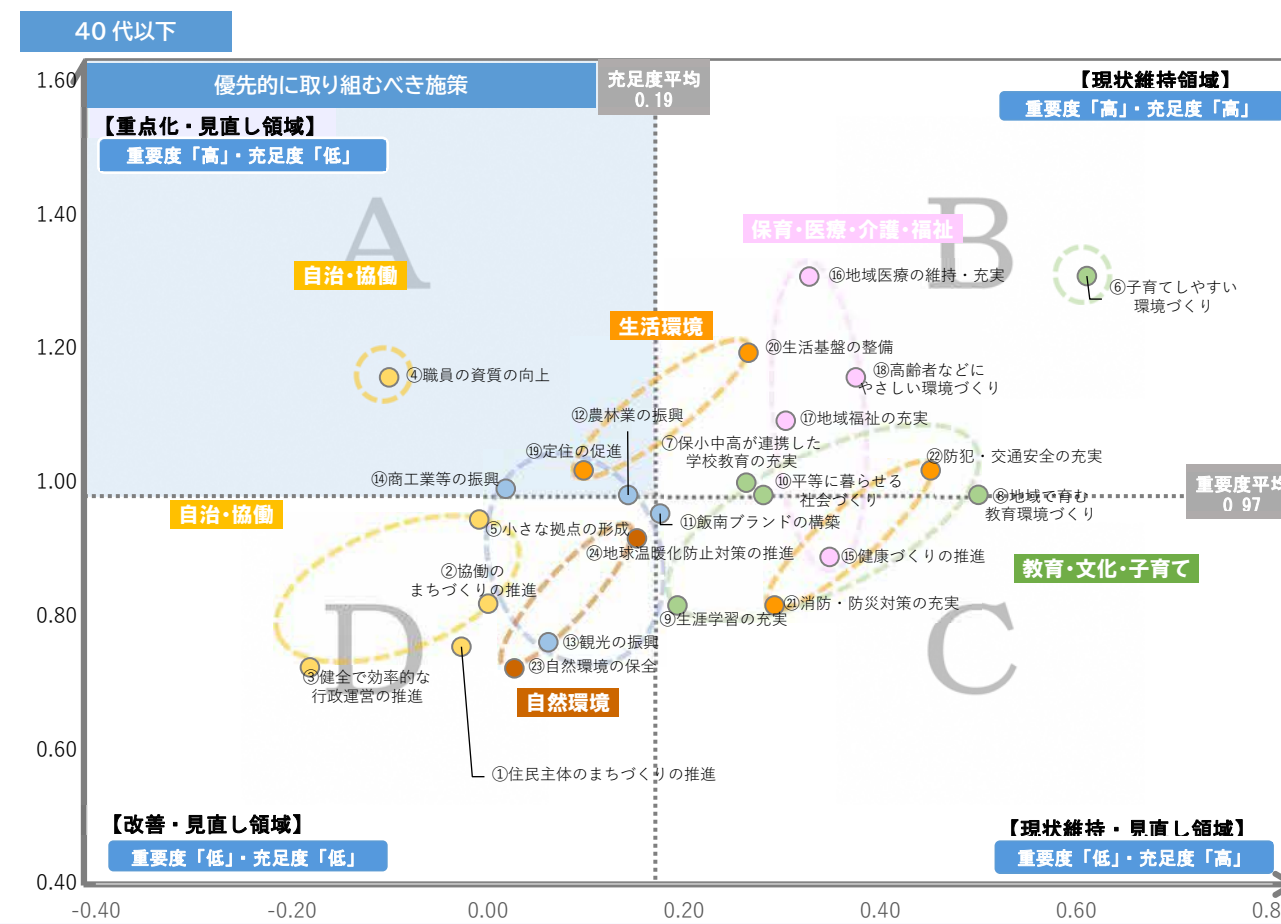 40代以下
優先的に取り組むべき施策
充足度平均
0.19
【現状維持領域】
重要度「高」・充足度「高」
【重点化・見直し領域】
重要度「高」・充足度「低」
1.60
1.40
1.20
1.00
0.80
0.60
0.40
A
B
保育・医療・介護・福祉
自治・協働
⑯地域医療の維持・充実
⑥子育てしやすい
環境づくり
生活環境
⑳生活基盤の整備
④職員の資質の向上
⑱高齢者などに
やさしい環境づくり
⑫農林業の振興
⑰地域福祉の充実
⑲定住の促進
⑦保小中高が連携した
学校教育の充実
㉒防犯・交通安全の充実
⑭商工業等の振興
⑩平等に暮らせる
社会づくり
⑧地域で育む
教育環境づくり
重要度平均
0.97
自治・協働
⑤小さな拠点の形成
⑪飯南ブランドの構築
㉔地球温暖化防止対策の推進
⑮健康づくりの推進
教育・文化・子育て
②協働の
まちづくりの推進
㉑消防・防災対策の充実
⑨生涯学習の充実
D
C
⑬観光の振興
㉓自然環境の保全
③健全で効率的な
行政運営の推進
自然環境
①住民主体のまちづくりの推進
【改善・見直し領域】
重要度「低」・充足度「低」
【現状維持・見直し領域】
重要度「低」・充足度「高」
-0.40
-0.20
0.00
0.20
0.40
0.60
0.8